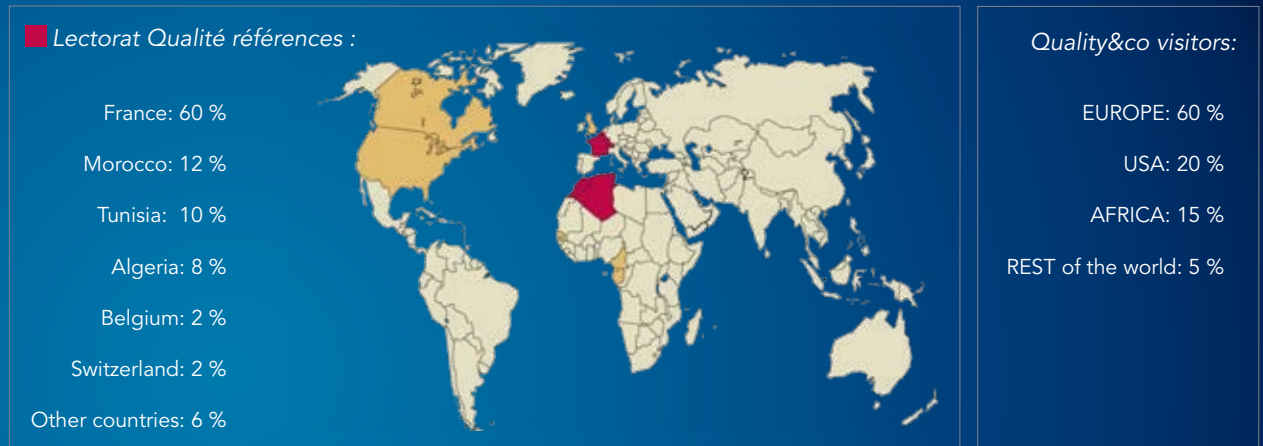 Lectorat Qualité références :
France: 60 %
Morocco: 12 %
Tunisia: 10 %
Algeria: 8 %
Belgium: 2 %
Switzerland: 2 %
Other countries: 6 %
Quality&co visitors:
EUROPE: 60 %
USA: 20 %
AFRICA: 15 %
REST of the world: 5 %